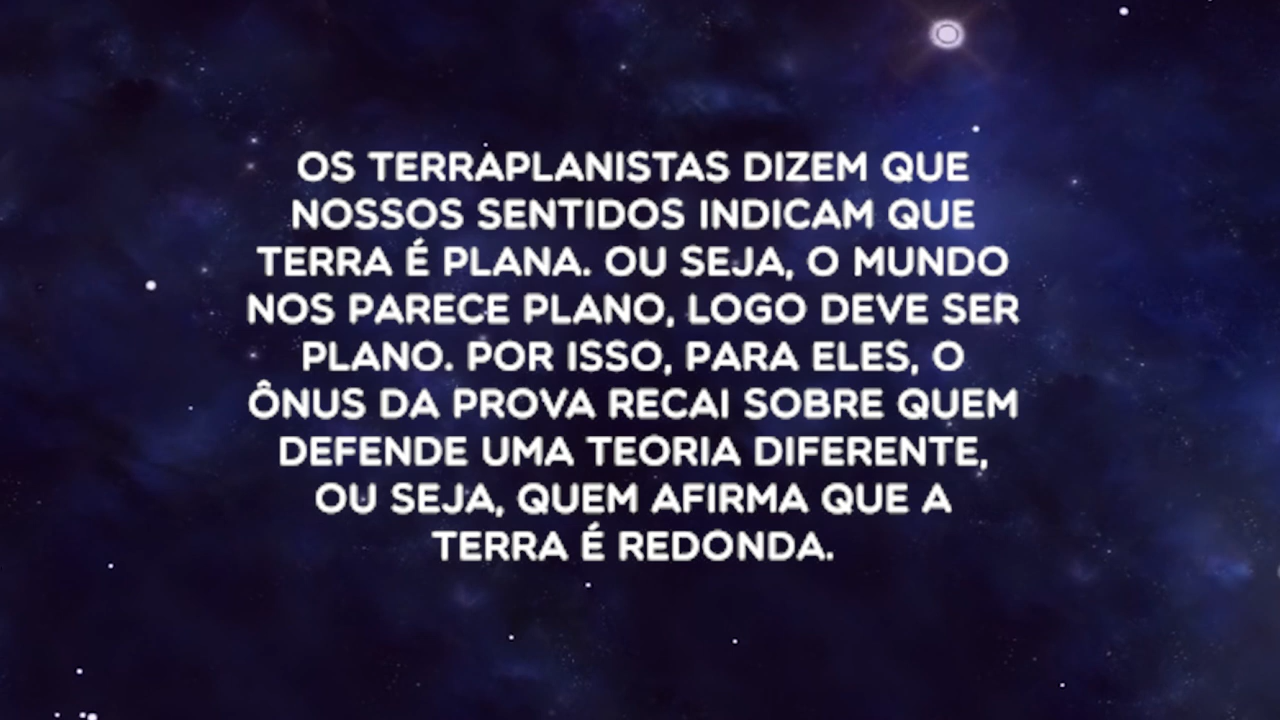 OS TERRAPLANISTAS DIZEM QUE
NOSSOS SENTIDOS INDICAM QUE
TERRA É PLANA. OU SEJA, O MUNDO
NOS PARECE PLANO, LOGO DEVE SER
PLANO. POR ISSO, PARA ELES, O
ÔNUS DA PROVA RECAI SOBRE QUEM
DEFENDE UMA TEORIA DIFERENTE,
OU SEJA, QUEM AFIRMA QUE A
TERRA É REDONDA.